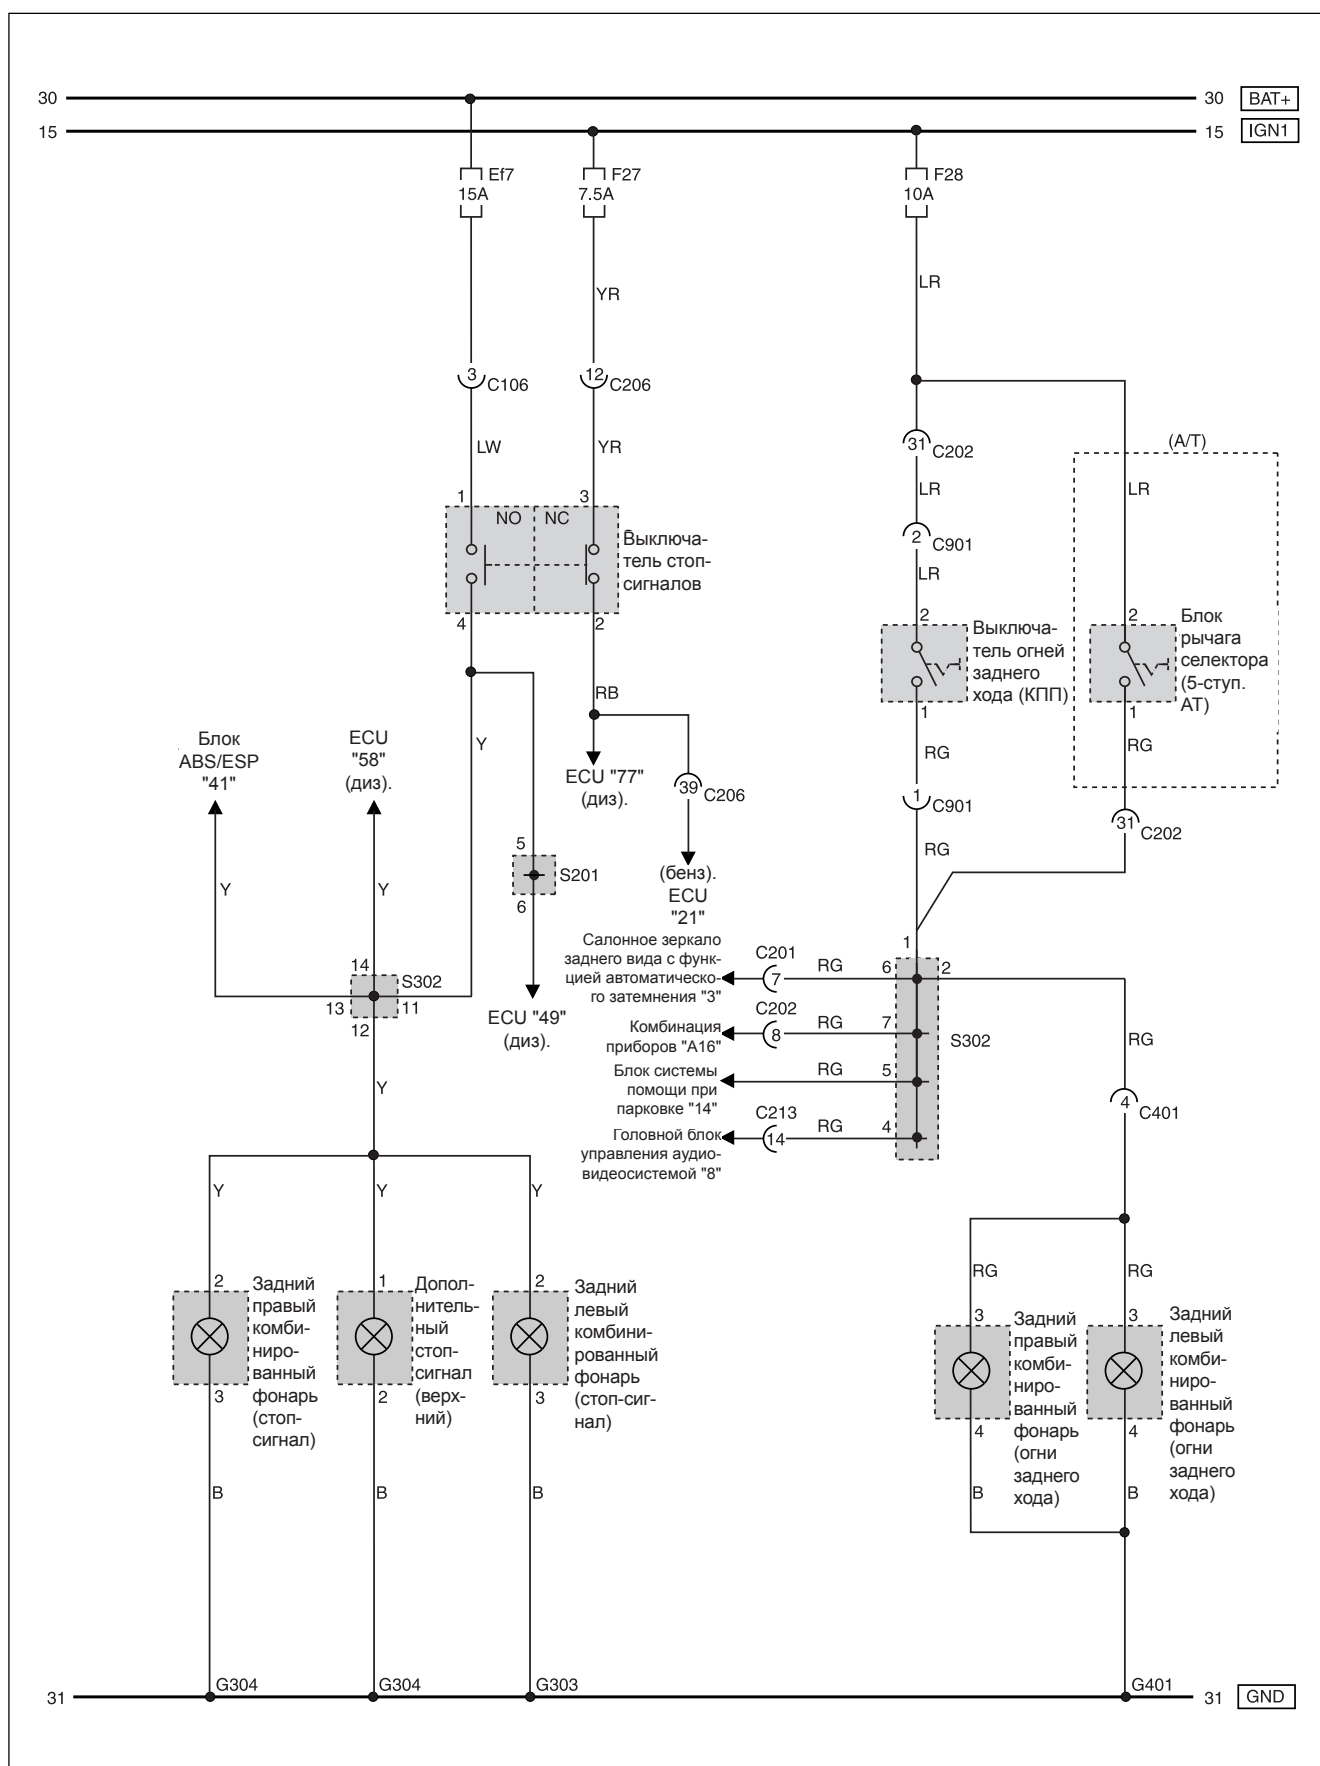 30
30
BAT+
15
15
IGN1
Ef7
15A
F27
7.5A
F28
10A
LR
YR
3
C106
12
C206
LW
YR
31
C202
(A/T)
LR
LR
1
3
NO
NC
Выключа-
тель стоп-
сигналов
4
2
2
C901
LR
2
Выключа-
тель огней
заднего
хода (КПП)
1
2
Блок
рычага
селектора
(5-ступ.
АТ)
1
RB
Y
RG
RG
Блок
ABS/ESP
"41"
ECU
"58"
(диз).
ECU "77"
(диз).
39
C206
1
C901
31
C202
RG
5
S201
6
(бенз).
ECU
"21"
Y
Y
1
Салонное зеркало
заднего вида с функ-
цией автоматическо-
го затемнения "3"
C201
7
RG
6
2
14
S302
13
11
12
ECU "49"
(диз).
Комбинация
приборов "A16"
C202
8
RG
7
S302
RG
Блок системы
помощи при
парковке "14"
RG
5
Y
4
C401
Головной блок
управления аудио-
видеосистемой "8"
C213
14
RG
4
Y
Y
Y
RG
RG
2
Задний
правый
комби-
ниро-
ванный
фонарь
(стоп-
сигнал)
3
1
Допол-
нитель-
ный
стоп-
сигнал
(верх-
ний)
2
2
Задний
левый
комбини-
рованный
фонарь
(стоп-сиг-
нал)
3
3
Задний
правый
комби-
ниро-
ванный
фонарь
(огни
заднего
хода)
4
3
Задний
левый
комби-
ниро-
ванный
фонарь
(огни
заднего
хода)
4
B
B
B
B
B
G304
G304
G303
G401
31
31
GND